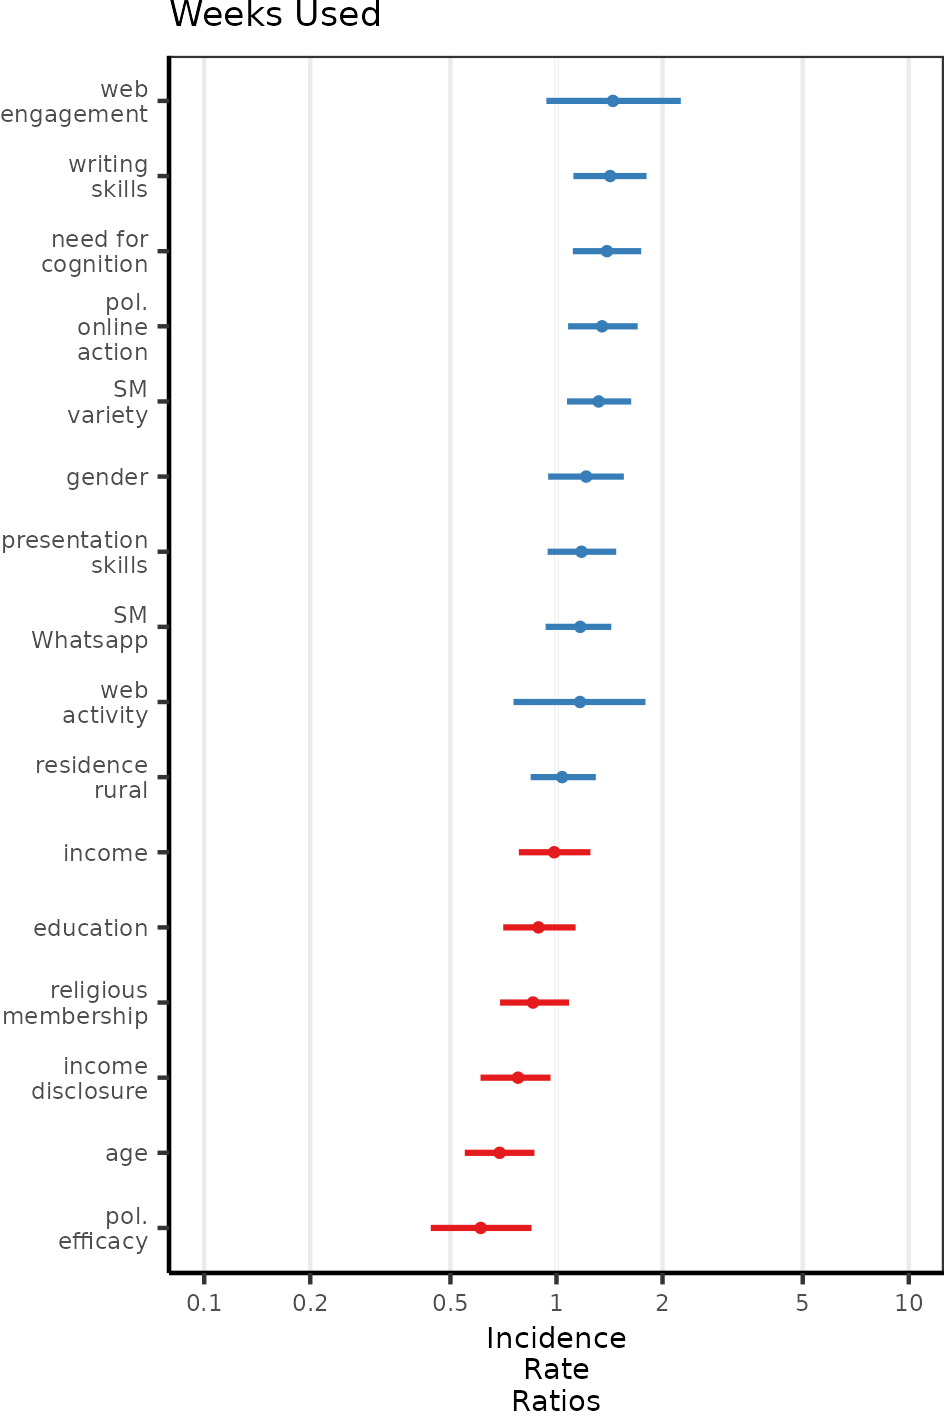 Weeks Used
web
engagement
writing
skills
need for
cognition
pol.
online
action
SM
variety
gender
presentation
skills
SM
Whatsapp
web
activity
residence
rural
income
education
religious
membership
income
disclosure
age
pol.
efficacy
0.1 0.2 0.5 1 2 5 10
Incidence
Rate
Ratios